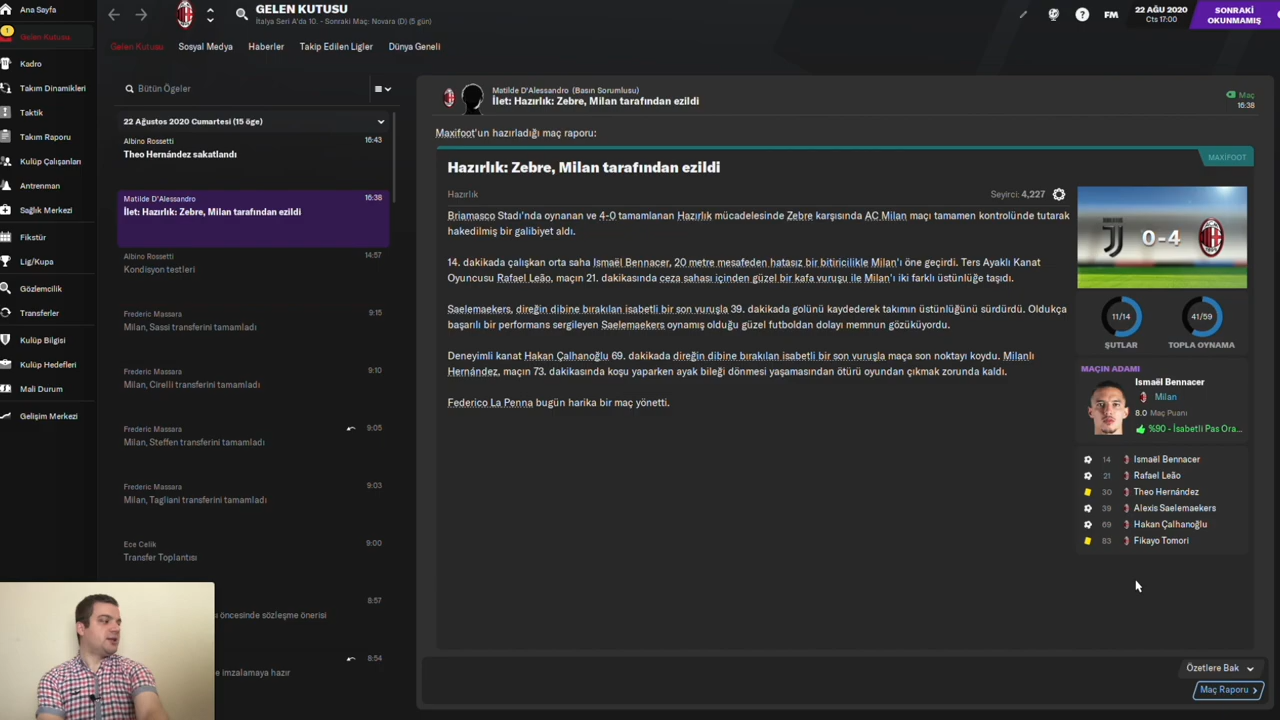 Ana Sayfa
1
Gelen Kutusu
Kadro
Takım Dinamikleri
Taktik
Takım Raporu
Kulüp Çalışanları
Antrenman
Sağlık Merkezi
Fikstür
Lig/Kupa
Gözlemcilik
Transferler
Kulüp Bilgisi
Kulüp Hedefleri
Mali Durum
Gelişim Merkezi
GELEN KUTUSU
İtalya Seri A'da 10. - Sonraki Maç: Novara (D) (5 gün)
FM
22 AĞU 2020
Cts 17:00
SONRAKİ
OKUNMAMIŞ
Gelen Kutusu
Sosyal Medya
Haberler
Takip Edilen Ligler
Dünya Geneli
Bütün Ögeler
22 Ağustos 2020 Cumartesi (15 öge)
Albino Rossetti
16:43
Theo Hernández sakatlandı
Matilde D'Alessandro
16:38
İlet: Hazırlık: Zebre, Milan tarafından ezildi
Albino Rossetti
14:57
Kondisyon testleri
Frederic Massara
9:15
Milan, Sassi transferini tamamladı
Frederic Massara
9:10
Milan, Cirelli transferini tamamladı
Frederic Massara
9:05
Milan, Steffen transferini tamamladı
Frederic Massara
9:03
Milan, Tagliani transferini tamamladı
Ece Celik
9:00
Transfer Toplantısı
8:57
öncesinde sözleşme önerisi
8:54
imzalamaya hazır
Matilde D'Alessandro (Basın Sorumlusu)
İlet: Hazırlık: Zebre, Milan tarafından ezildi
Maç
16:38
Maxifoot'un hazırladığı maç raporu:
MAXIFOOT
Hazırlık: Zebre, Milan tarafından ezildi
Hazırlık
Seyirci: 4,227
Briamasco Stadı'nda oynanan ve 4-0 tamamlanan Hazırlık mücadelesinde Zebre karşısında AC Milan maçı tamamen kontrolünde tutarak
hakedilmiş bir galibiyet aldı.
14. dakikada çalışkan orta saha Ismaël Bennacer, 20 metre mesafeden hatasız bir bitiricilikle Milan'ı öne geçirdi. Ters Ayaklı Kanat
Oyuncusu Rafael Leão, maçın 21. dakikasında ceza sahası içinden güzel bir kafa vuruşu ile Milan'ı iki farklı üstünlüğe taşıdı.
Saelemaekers, direğin dibine bırakılan isabetli bir son vuruşla 39. dakikada golünü kaydederek takımın üstünlüğünü sürdürdü. Oldukça
başarılı bir performans sergileyen Saelemaekers oynamış olduğu güzel futboldan dolayı memnun gözüküyordu.
Deneyimli kanat Hakan Çalhanoğlu 69. dakikada direğin dibine bırakılan isabetli bir son vuruşla maça son noktayı koydu. Milanlı
Hernández, maçın 73. dakikasında koşu yaparken ayak bileği dönmesi yaşamasından ötürü oyundan çıkmak zorunda kaldı.
Federico La Penna bugün harika bir maç yönetti.
0-4
11/14
41/59
ŞUTLAR
TOPLA OYNAMA
MAÇIN ADAMI
Ismaël Bennacer
Milan
8.0 Maç Puanı
%90 - İsabetli Pas Ora...
14 Ismaël Bennacer
21 Rafael Leão
30 Theo Hernández
39 Alexis Saelemaekers
69 Hakan Çalhanoğlu
83 Fikayo Tomori
Özetlere Bak
Maç Raporu